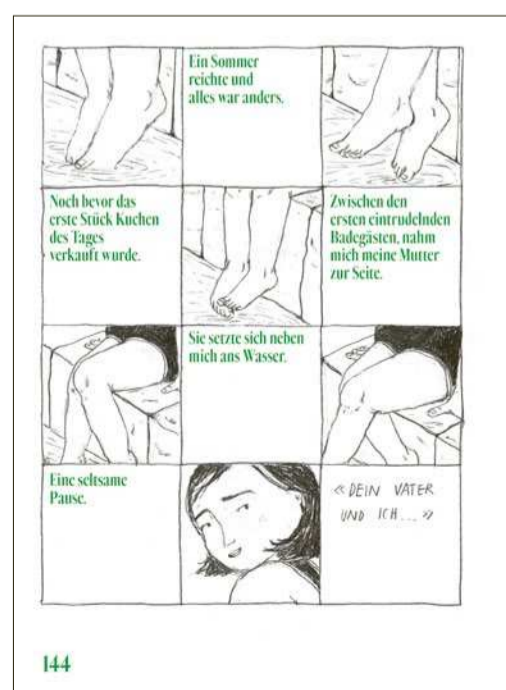 Ein Sommer
reichte und
alles war anders.
Noch bevor das
erste Stück Kuchen
des Tages
verkauft wurde.
Zwischen den
ersten eintrudelnden
Badegästen, nahm
mich meine Mutter
zur Seite.
Sie setzte sich neben
mich ans Wasser.
Eine seltsame
Pause.
«DEIN VATER
UND ICH...»
144